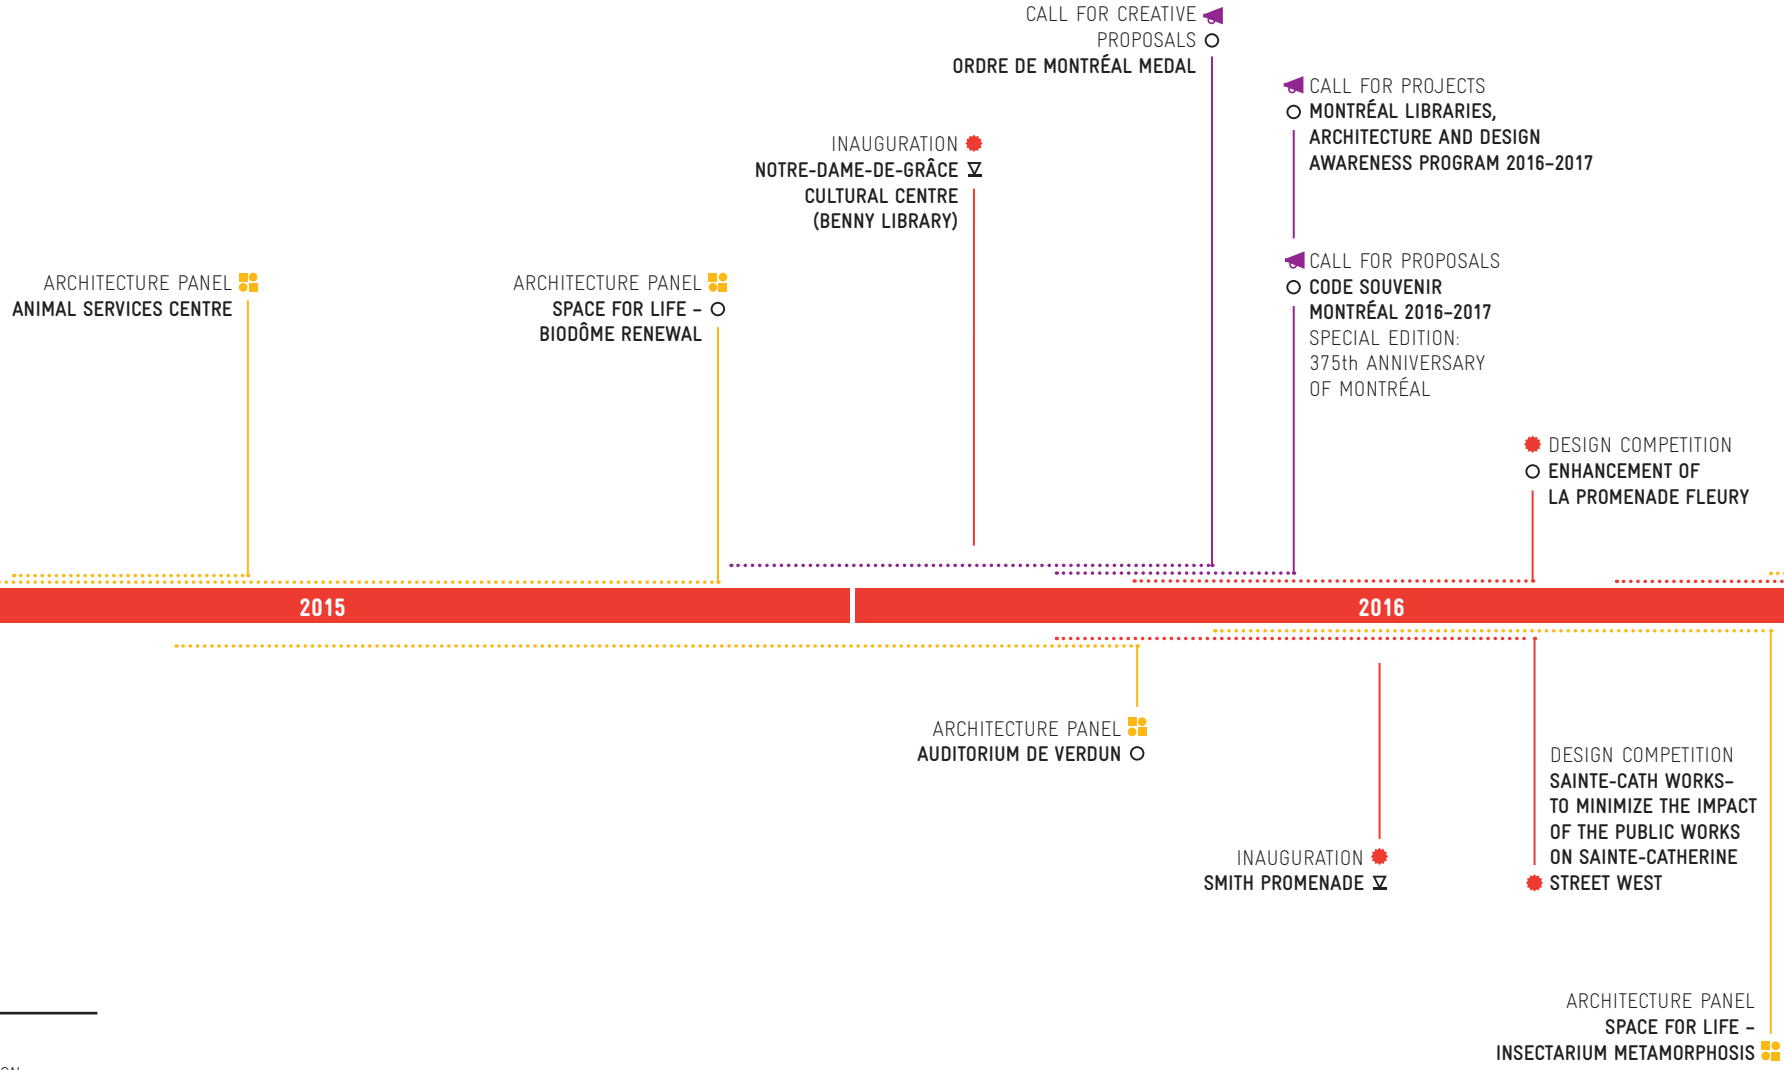 CALL FOR CREATIVE
PROPOSALS
ORDRE DE MONTRÉAL MEDAL
CALL FOR PROJECTS
MONTRÉAL LIBRARIES,
ARCHITECTURE AND DESIGN
AWARENESS PROGRAM 2016–2017
INAUGURATION
NOTRE-DAME-DE-GRÂCE
CULTURAL CENTRE
(BENNY LIBRARY)
CALL FOR PROPOSALS
CODE SOUVENIR
MONTRÉAL 2016–2017
SPECIAL EDITION:
375th ANNIVERSARY
OF MONTRÉAL
ARCHITECTURE PANEL
ANIMAL SERVICES CENTRE
ARCHITECTURE PANEL
SPACE FOR LIFE –
BIODÔME RENEWAL
DESIGN COMPETITION
ENHANCEMENT OF
LA PROMENADE FLEURY
2015
2016
ARCHITECTURE PANEL
AUDITORIUM DE VERDUN
DESIGN COMPETITION
SAINTE-CATH WORKS–
TO MINIMIZE THE IMPACT
OF THE PUBLIC WORKS
ON SAINTE-CATHERINE
STREET WEST
INAUGURATION
SMITH PROMENADE
ARCHITECTURE PANEL
SPACE FOR LIFE –
INSECTARIUM METAMORPHOSIS